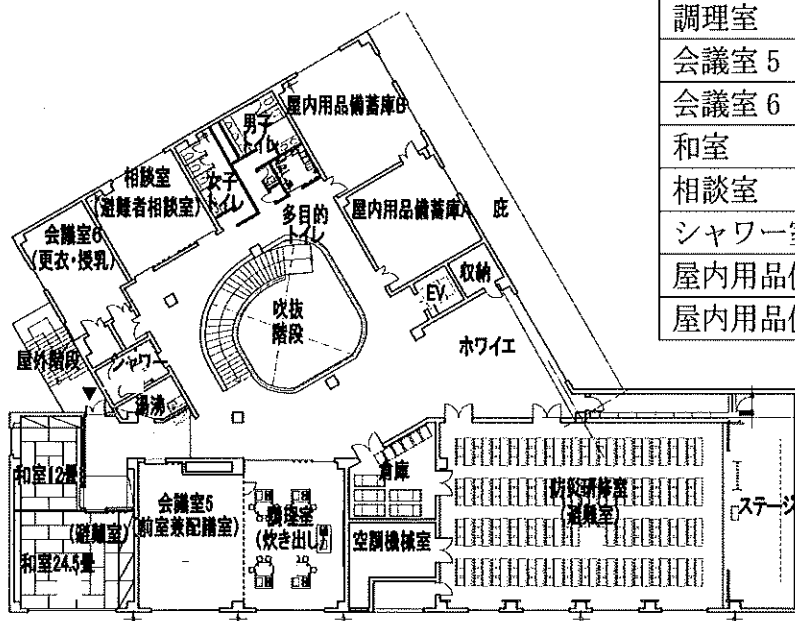 調理室
会議室 5
会議室 6
和室
相談室
シャワー室
屋内用品備
屋内用品備
屋内用品備蓄庫B
男子
トイレ
相談室
(避難者相談室)
女子
トイレ
会議室6
(更衣・授乳)
多目的
トイレ
屋内用品備蓄庫A
庇
収納
EV
吹抜
階段
ホワイエ
屋外階段
シャワー
湯沸
和室12畳
会議室5
(前室兼配膳室)
調理室
(炊き出し)
倉庫
防災研修室
(避難室)
ステージ
空調機械室
(避難室)
和室24.5畳